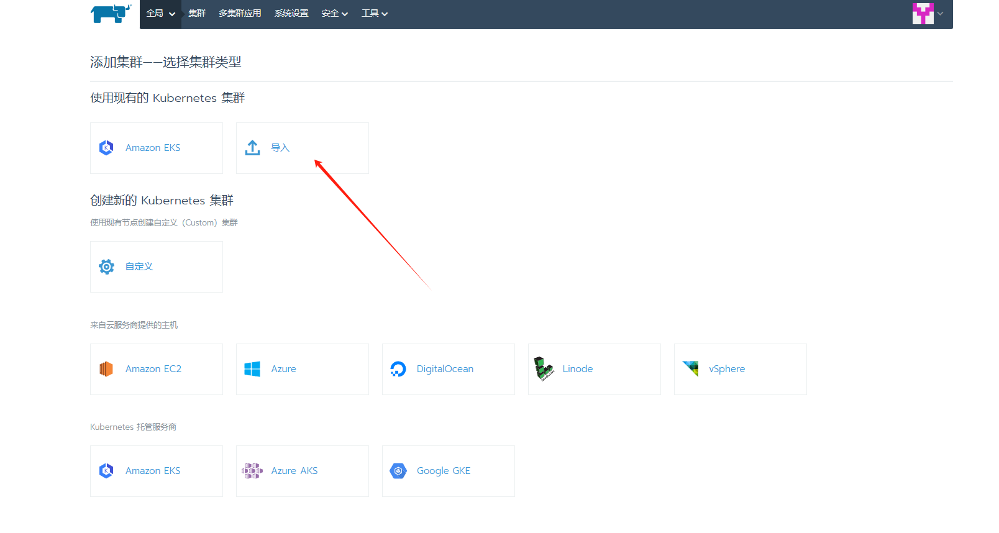 全局 集群 多集群应用 系统设置 安全 工具
添加集群——选择集群类型
使用现有的 Kubernetes 集群
Amazon EKS 导入
创建新的 Kubernetes 集群
使用现有节点创建自定义（Custom）集群
自定义
来自云服务商提供的主机
Amazon EC2 Azure DigitalOcean Linode vSphere
Kubernetes 托管服务商
Amazon EKS Azure AKS Google GKE